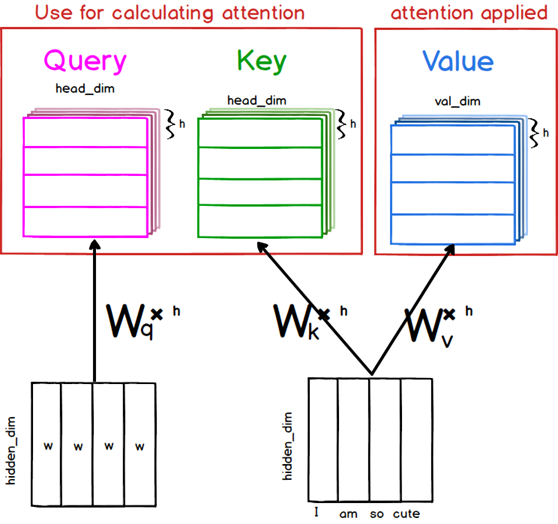 Use for calculating attention
attention applied
Query
Key
Value
head_dim
head_dim
val_dim
h
h
h
Wq × h
Wk × h
Wv × h
hidden_dim
w w w w
hidden_dim
I am so cute